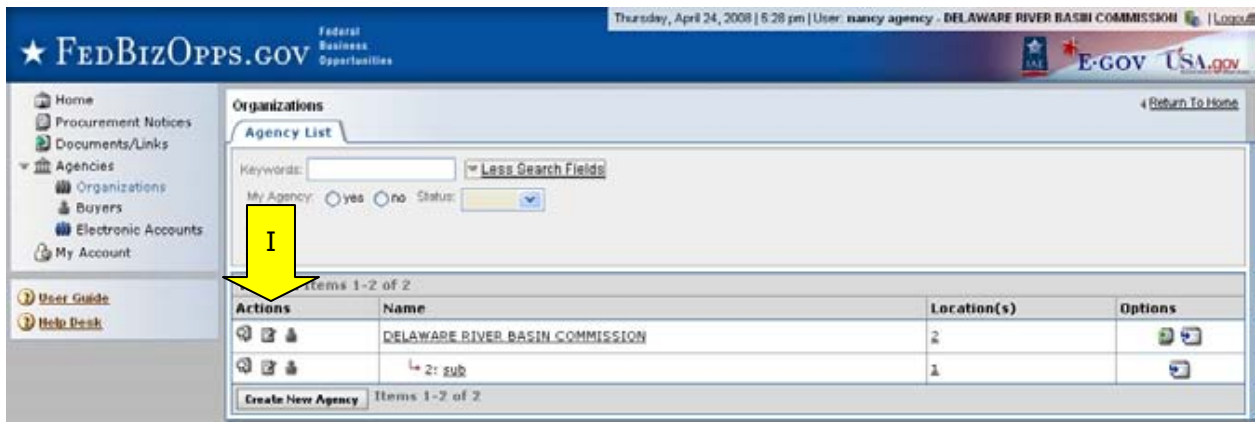 Thursday, April 24, 2008 | 6:28 pm | User: nancy agency - DELAWARE RIVER BASIN COMMISSION | Logout
★ FEDBIZOPPS.GOV Federal Business Opportunities
E-GOV USA.gov
Home
Procurement Notices
Documents/Links
Agencies
Organizations
Buyers
Electronic Accounts
My Account
User Guide
Help Desk
Organizations
Return To Home
Agency List
Keywords:
Less Search Fields
My Agency: yes no Status:
I
Items 1-2 of 2
Actions Name Location(s) Options
DELAWARE RIVER BASIN COMMISSION 2
2: sub 1
Create New Agency Items 1-2 of 2